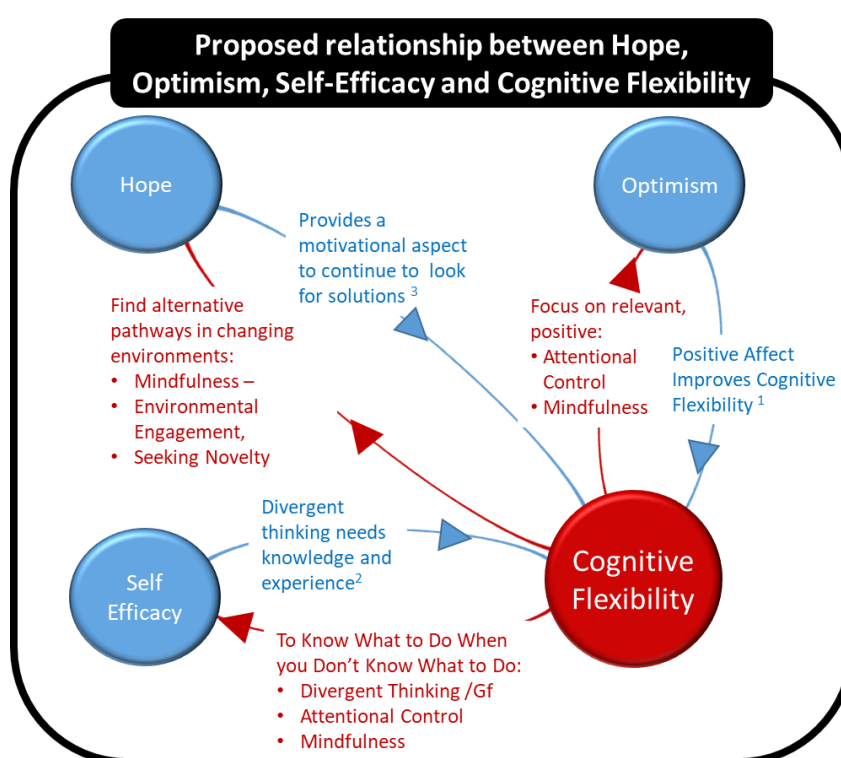 Proposed relationship between Hope,
Optimism, Self-Efficacy and Cognitive Flexibility
Hope
Optimism
Provides a
motivational aspect
to continue to look
for solutions 3
Find alternative
pathways in changing
environments:
• Mindfulness –
• Environmental
Engagement,
• Seeking Novelty
Focus on relevant,
positive:
• Attentional
Control
• Mindfulness
Positive Affect
Improves Cognitive
Flexibility 1
Divergent
thinking needs
knowledge and
experience2
Self
Efficacy
Cognitive
Flexibility
To Know What to Do When
you Don't Know What to Do:
• Divergent Thinking /Gf
• Attentional Control
• Mindfulness